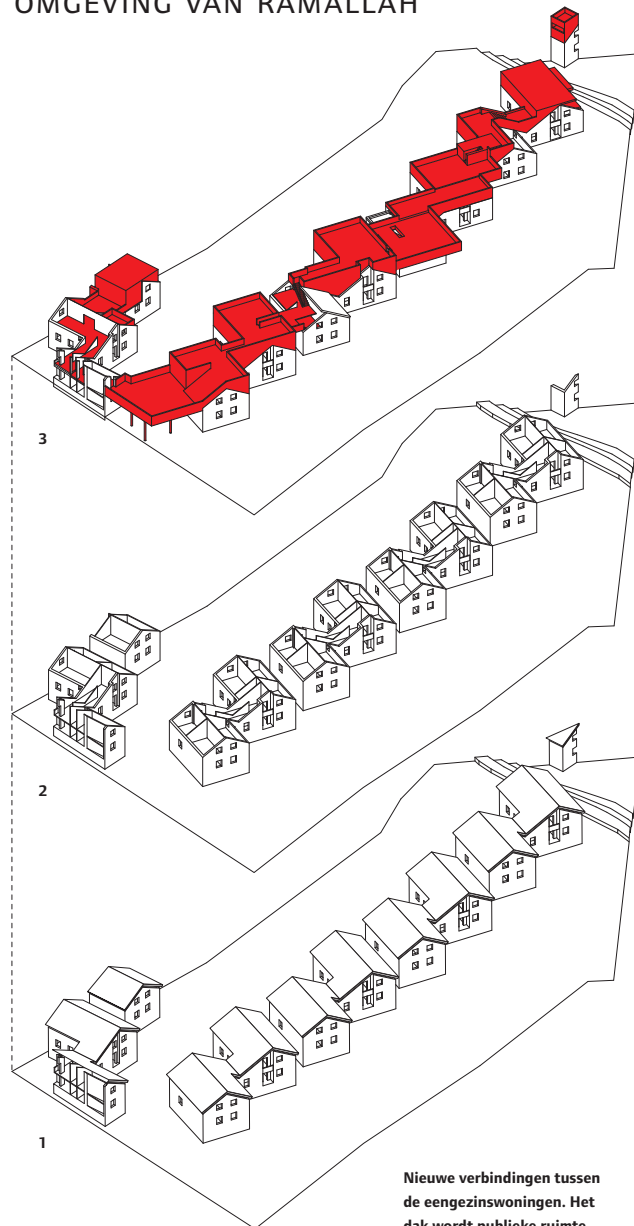 OMGEVING VAN RAMALLAH
3
2
1
Nieuwe verbindingen tussen
de eengezinswoningen. Het
dak wordt publieke ruimte